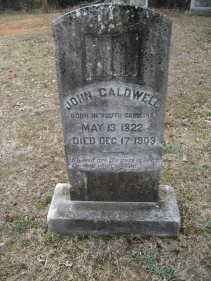 JOHN CALDWELL
BORN IN SOUTH CAROLINA
MAY 13 1822
DIED DEC 17 1903
Blessed are the pure in heart